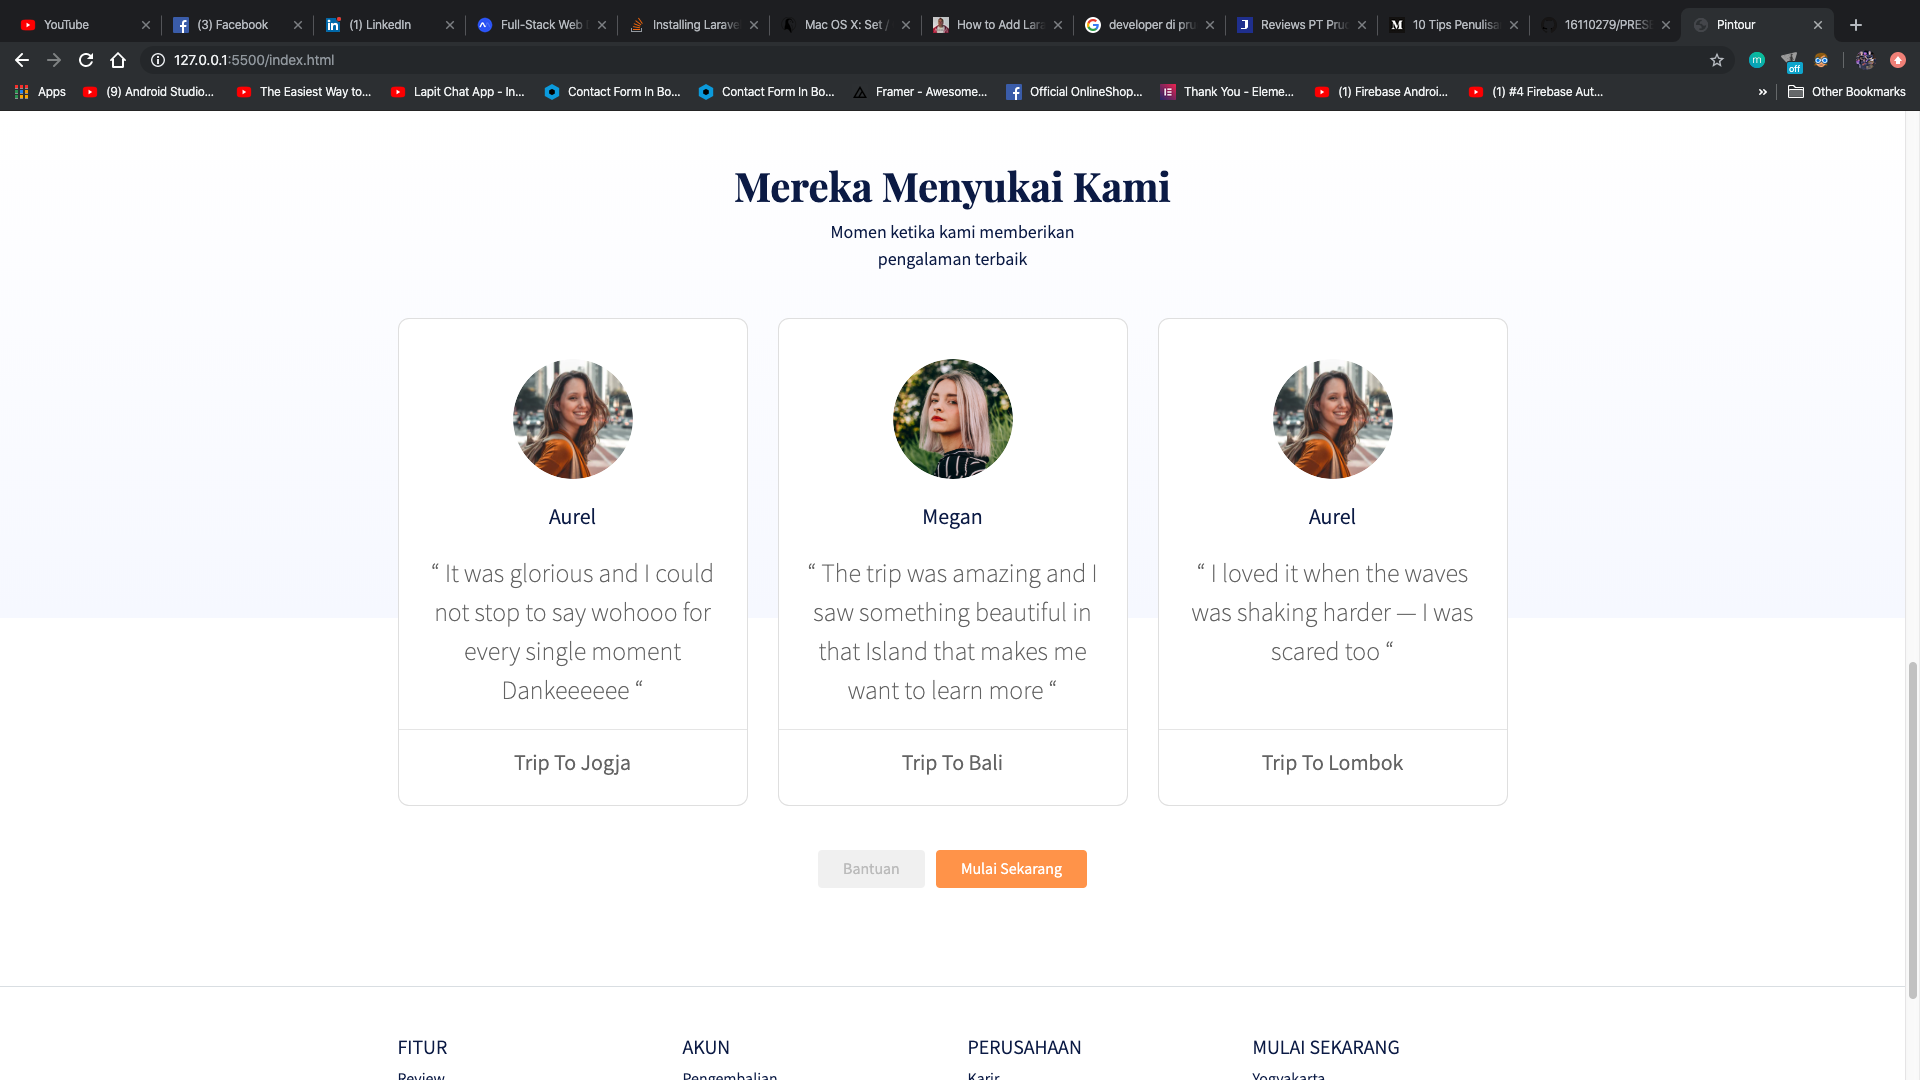 YouTube
(3) Facebook
(1) LinkedIn
Full-Stack Web
Installing Larave
Mac OS X: Set /
How to Add Lara
developer di pru
Reviews PT Pruc
10 Tips Penulisa
16110279/PRESE
Pintour
127.0.0.1:5500/index.html
off
Apps
(9) Android Studio...
The Easiest Way to...
Lapit Chat App - In...
Contact Form In Bo...
Contact Form In Bo...
Framer - Awesome...
Official OnlineShop...
Thank You - Eleme...
(1) Firebase Androi...
(1) #4 Firebase Aut...
»
Other Bookmarks
Mereka Menyukai Kami
Momen ketika kami memberikan
pengalaman terbaik
Aurel
“ It was glorious and I could
not stop to say wohooo for
every single moment
Dankeeeeee “
Trip To Jogja
Megan
“ The trip was amazing and I
saw something beautiful in
that Island that makes me
want to learn more “
Trip To Bali
Aurel
“ I loved it when the waves
was shaking harder — I was
scared too “
Trip To Lombok
Bantuan
Mulai Sekarang
FITUR
Review
AKUN
Pengembalian
PERUSAHAAN
Karir
MULAI SEKARANG
Yogyakarta